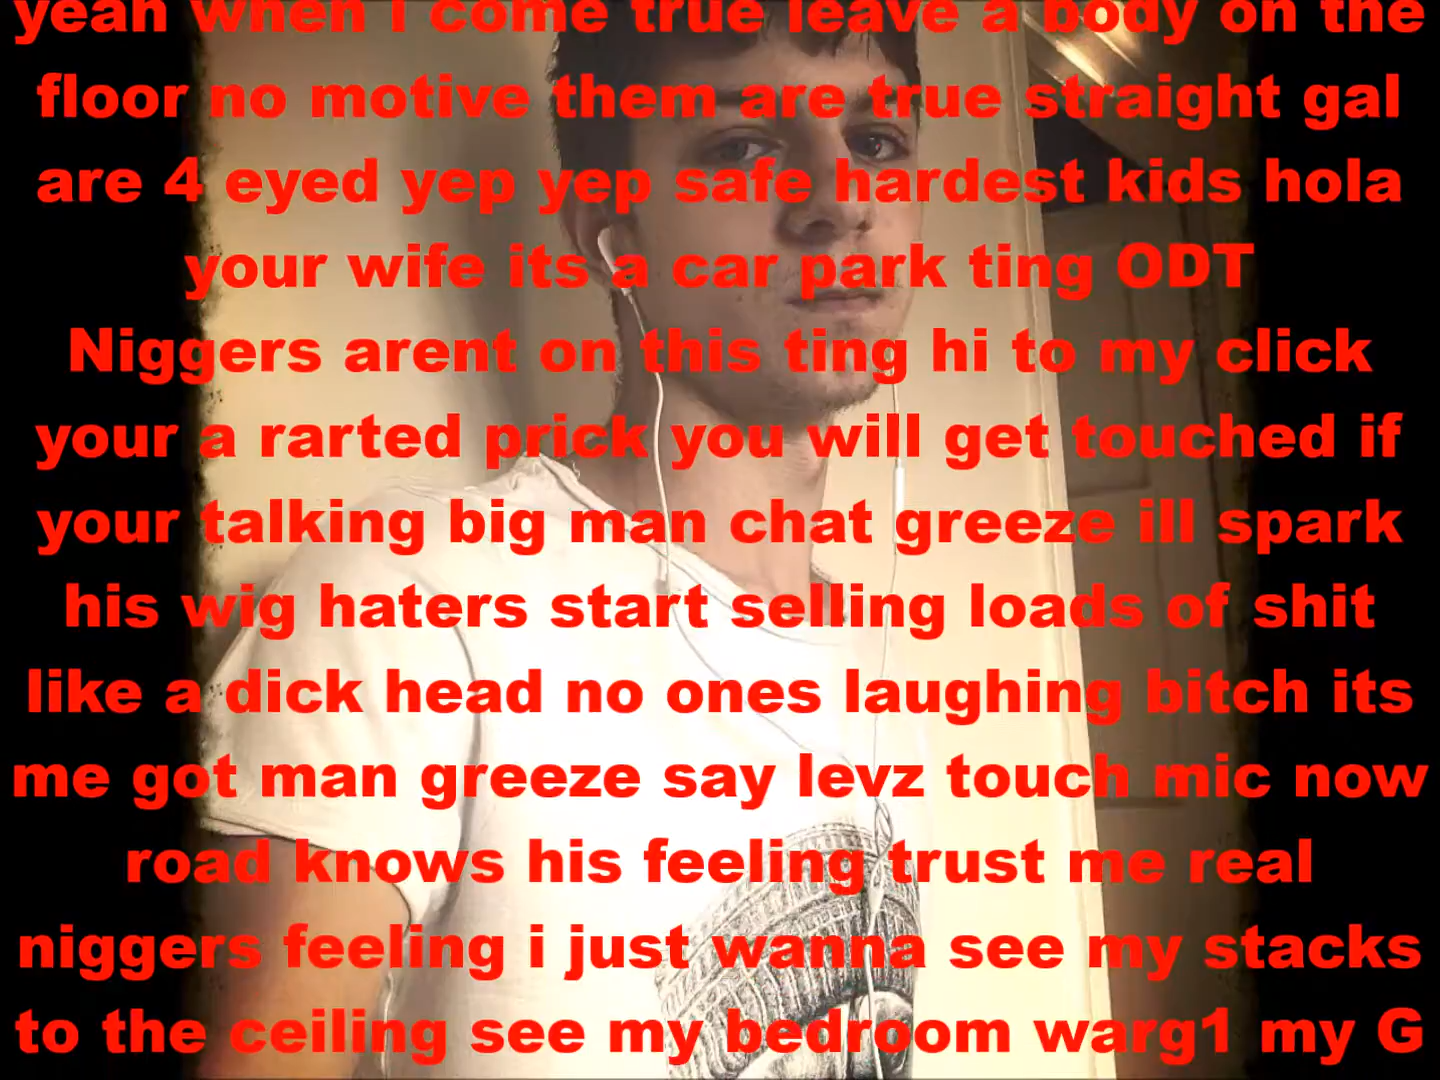 yeah when i come true leave a body on the
floor no motive them are true straight gal
are 4 eyed yep yep safe hardest kids hola
your wife its a car park ting ODT
Niggers arent on this ting hi to my click
your a rarted prick you will get touched if
your talking big man chat greeze ill spark
his wig haters start selling loads of shit
like a dick head no ones laughing bitch its
me got man greeze say levz touch mic now
road knows his feeling trust me real
niggers feeling i just wanna see my stacks
to the ceiling see my bedroom warg1 my G